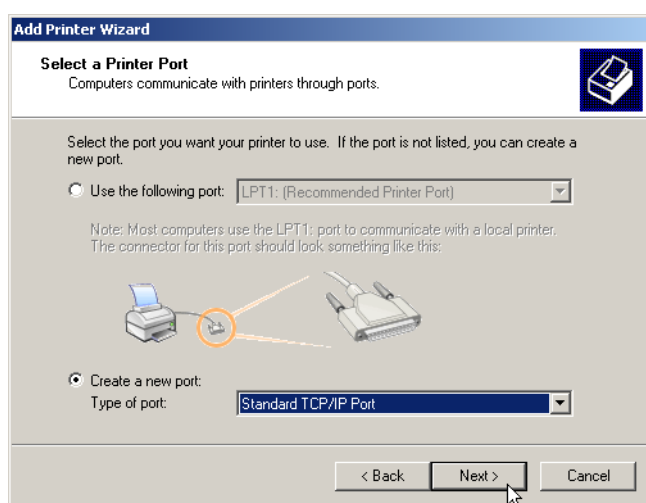 Add Printer Wizard
Select a Printer Port
Computers communicate with printers through ports.
Select the port you want your printer to use.  If the port is not listed, you can create a
new port.
Use the following port: LPT1: (Recommended Printer Port)
Note: Most computers use the LPT1: port to communicate with a local printer.
The connector for this port should look something like this:
Create a new port:
Type of port: Standard TCP/IP Port
< Back Next > Cancel